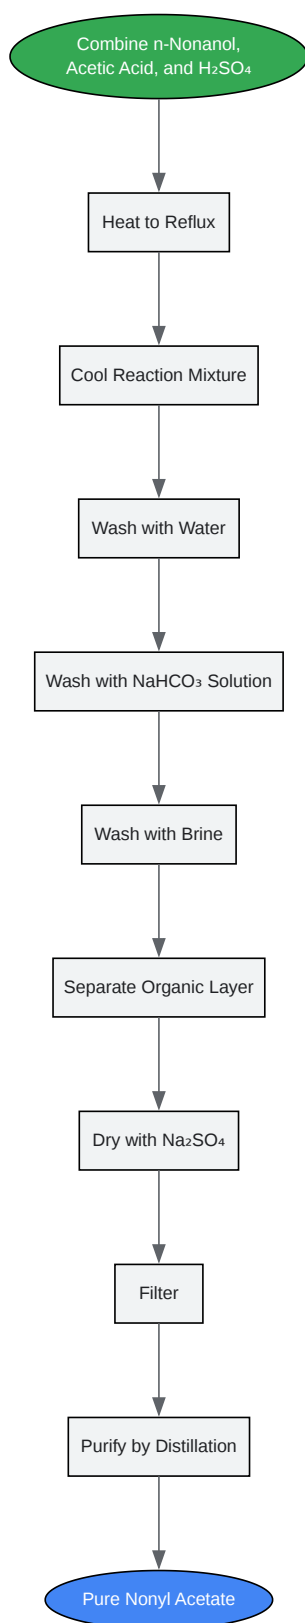 Combine n-Nonanol,
Acetic Acid, and H₂SO₄
Heat to Reflux
Cool Reaction Mixture
Wash with Water
Wash with NaHCO₃ Solution
Wash with Brine
Separate Organic Layer
Dry with Na₂SO₄
Filter
Purify by Distillation
Pure Nonyl Acetate